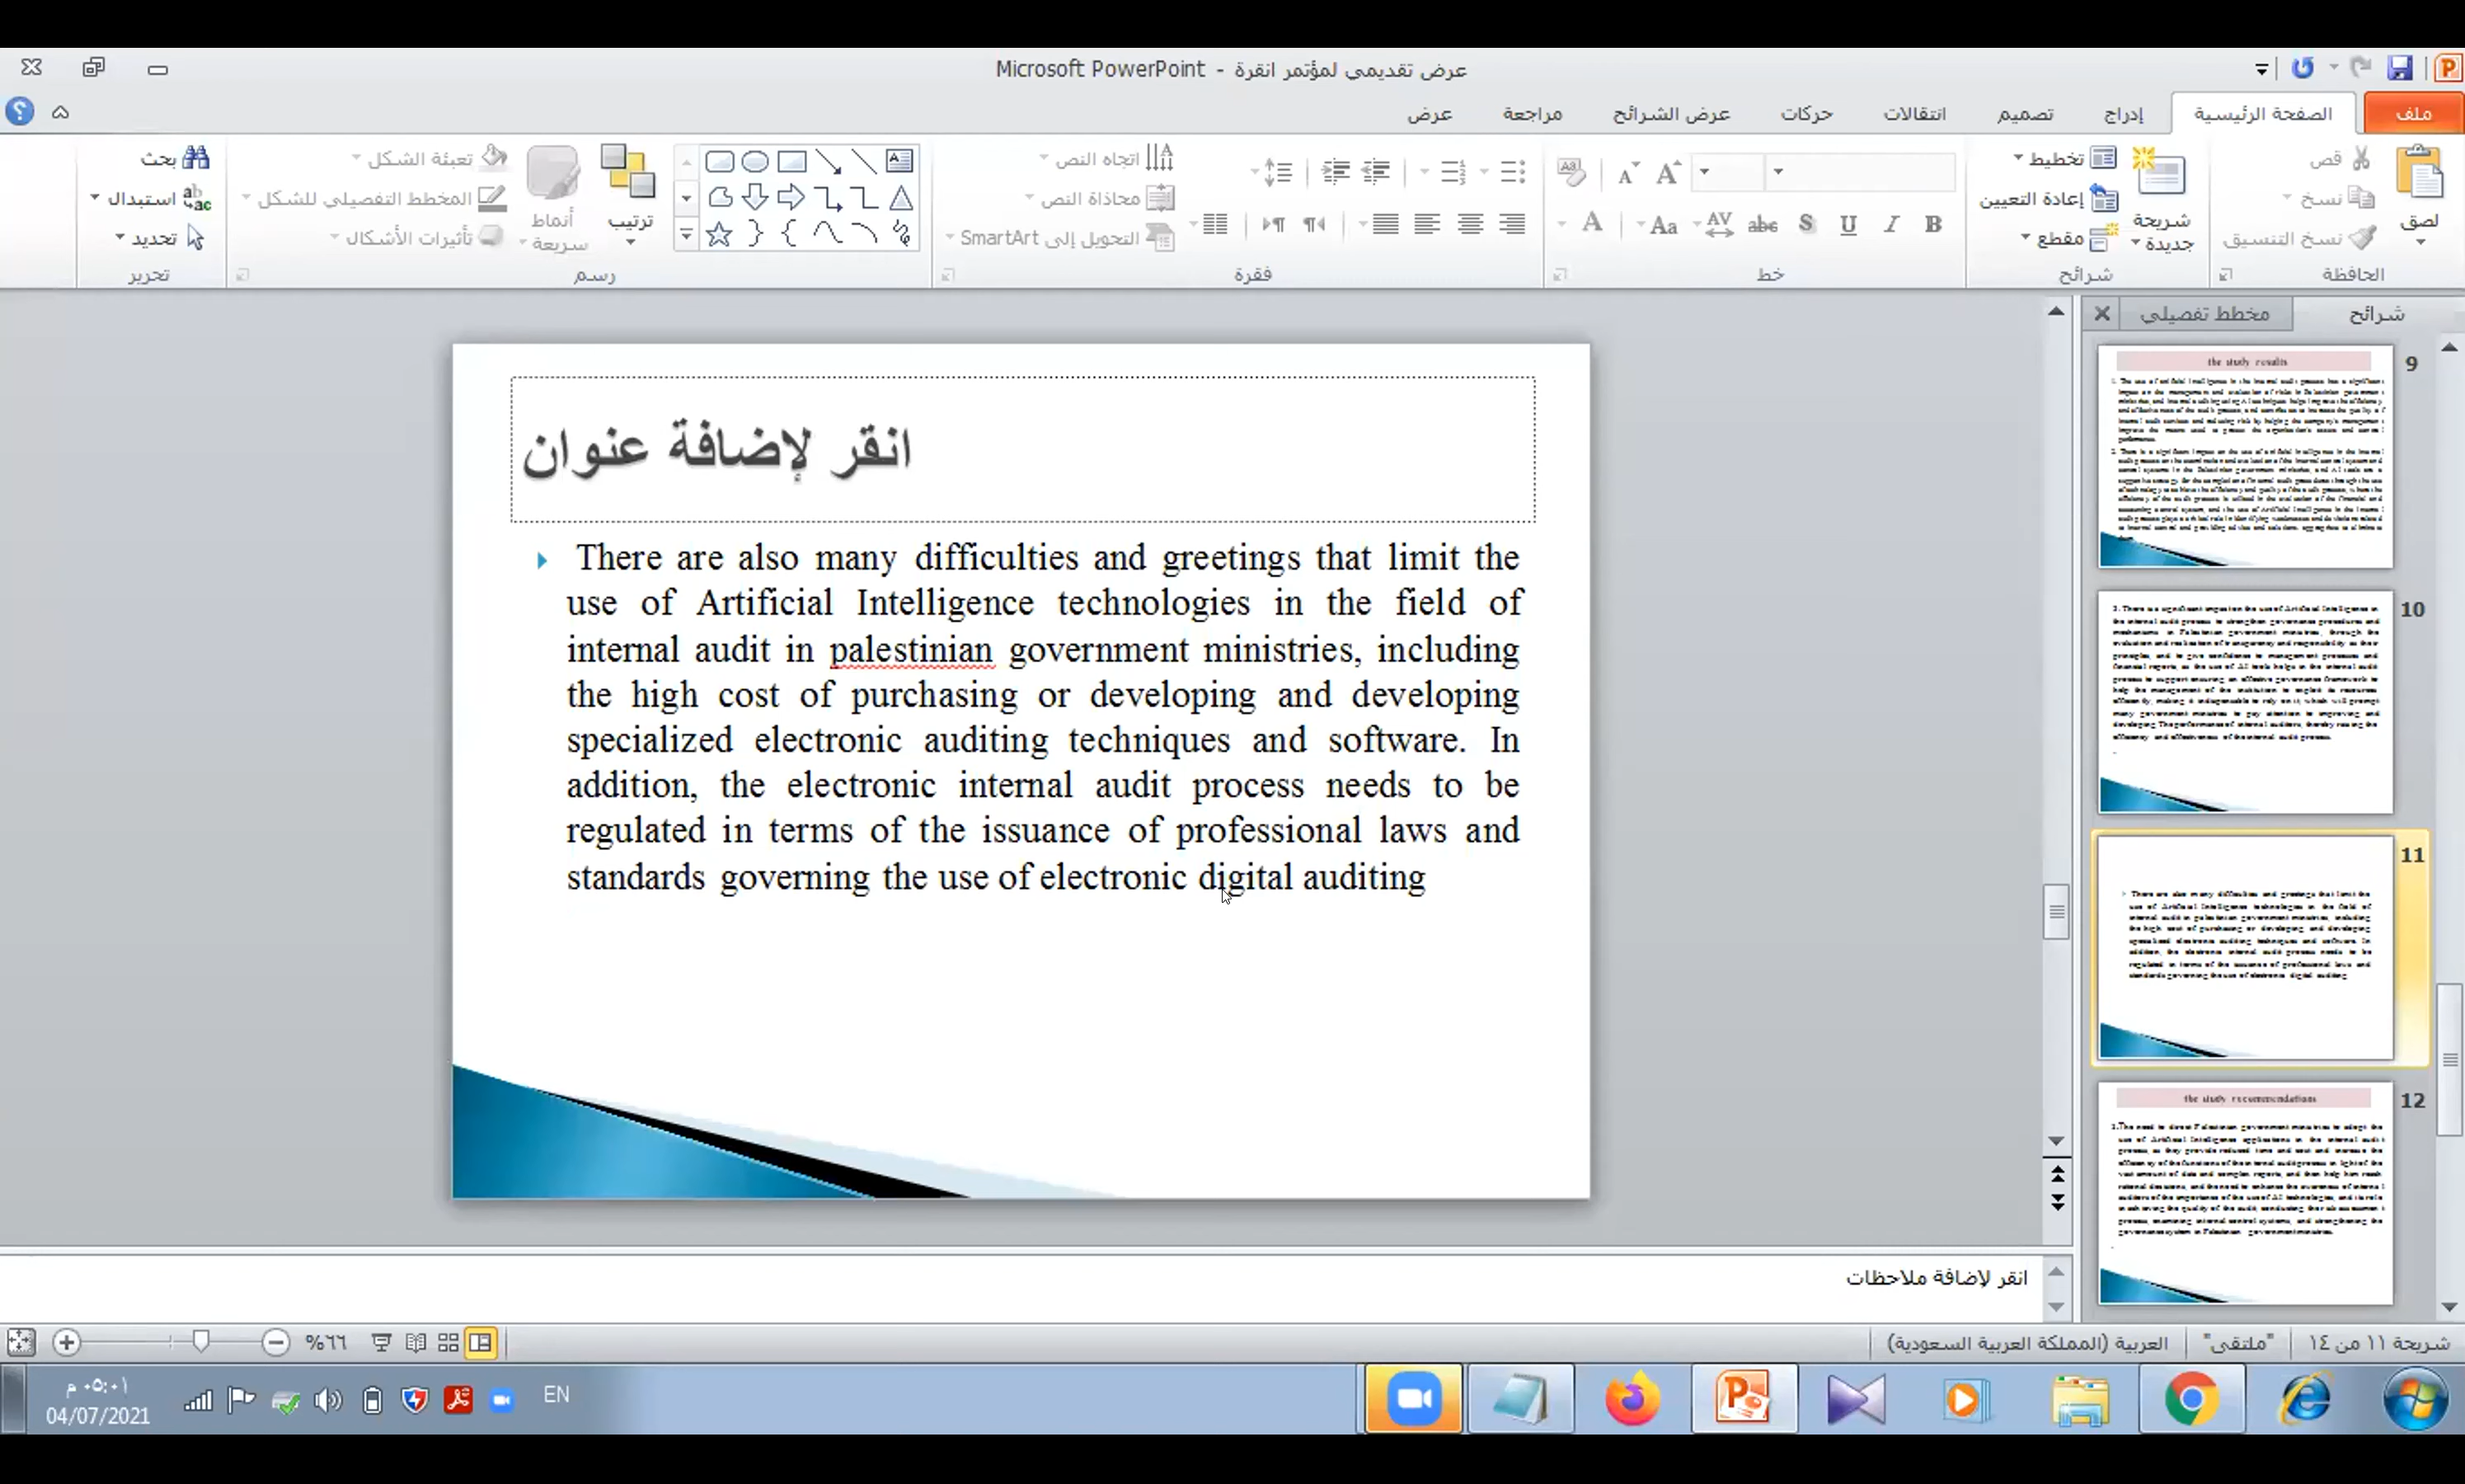 عرض تقديمي لمؤتمر انقرة - Microsoft PowerPoint
ملف
الصفحة الرئيسية
إدراج
تصميم
انتقالات
حركات
عرض الشرائح
مراجعة
عرض
لصق
قص
نسخ
نسخ التنسيق
الحافظة
شريحة جديدة
تخطيط
إعادة التعيين
مقطع
شرائح
خط
اتجاه النص
محاذاة النص
التحويل إلى SmartArt
فقرة
ترتيب
أنماط سريعة
تعبئة الشكل
المخطط التفصيلي للشكل
تأثيرات الأشكال
رسم
بحث
استبدال
تحديد
تحرير
شرائح
مخطط تفصيلي
انقر لإضافة عنوان
There are also many difficulties and greetings that limit the
use of Artificial Intelligence technologies in the field of
internal audit in palestinian government ministries, including
the high cost of purchasing or developing and developing
specialized electronic auditing techniques and software. In
addition, the electronic internal audit process needs to be
regulated in terms of the issuance of professional laws and
standards governing the use of electronic digital auditing
9
the study results
10
11
12
the study recommendations
انقر لإضافة ملاحظات
شريحة ١١ من ١٤
"ملتقى"
العربية (المملكة العربية السعودية)
%٦٦
EN
٠٥:٠١ م
04/07/2021